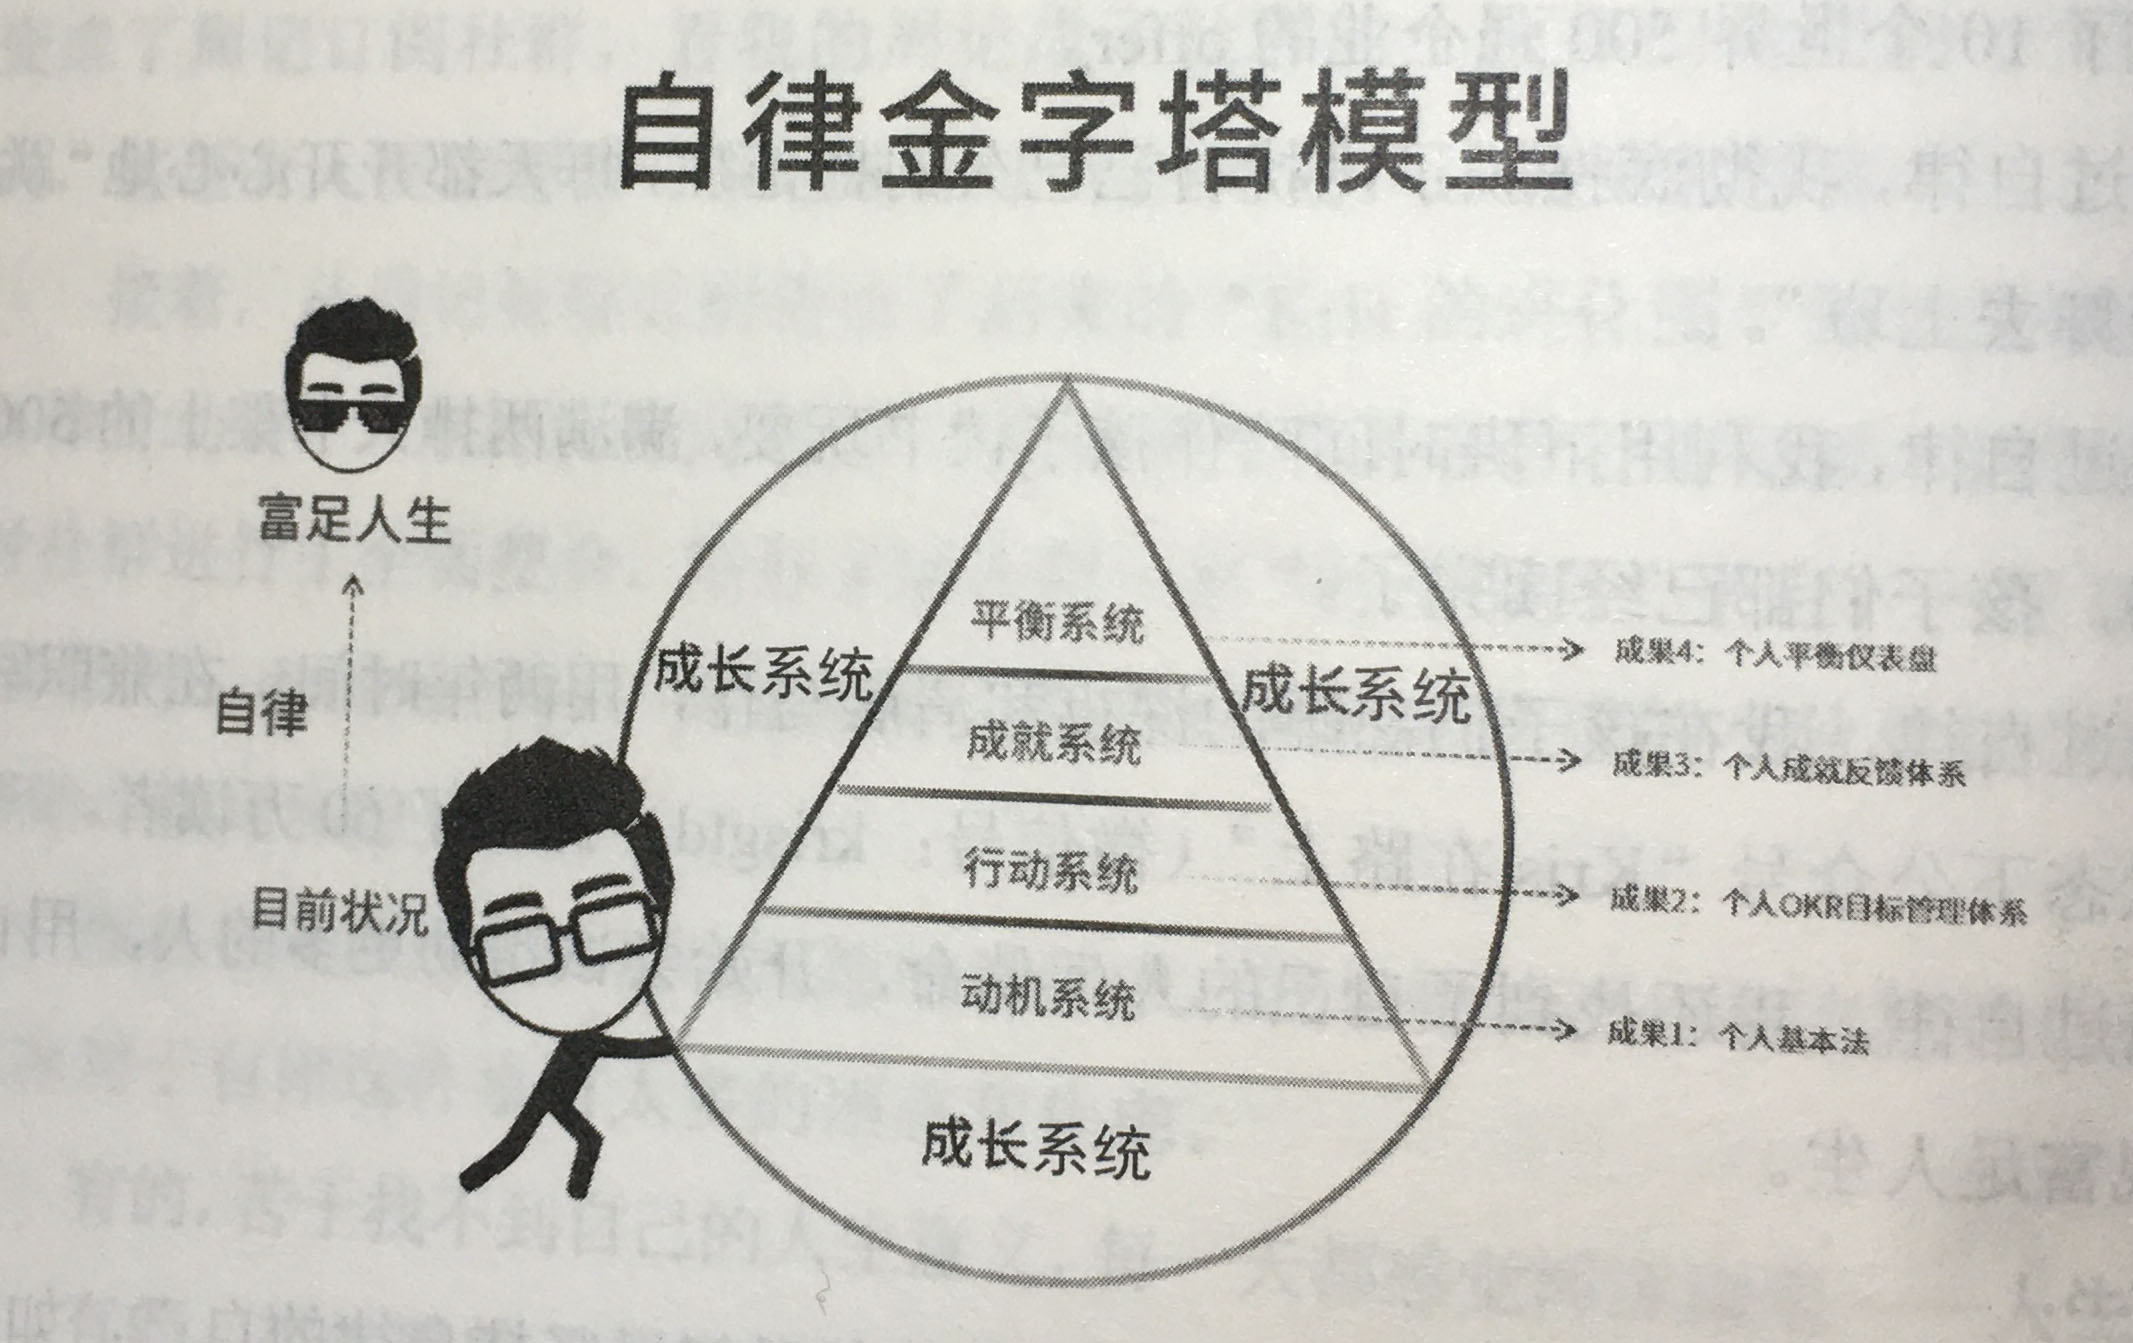 自律金字塔模型
富足人生
自律
目前状况
成长系统
平衡系统
成长系统
成就系统
行动系统
动机系统
成长系统
成果4：个人平衡仪表盘
成果3：个人成就反馈体系
成果2：个人OKR目标管理体系
成果1：个人基本法